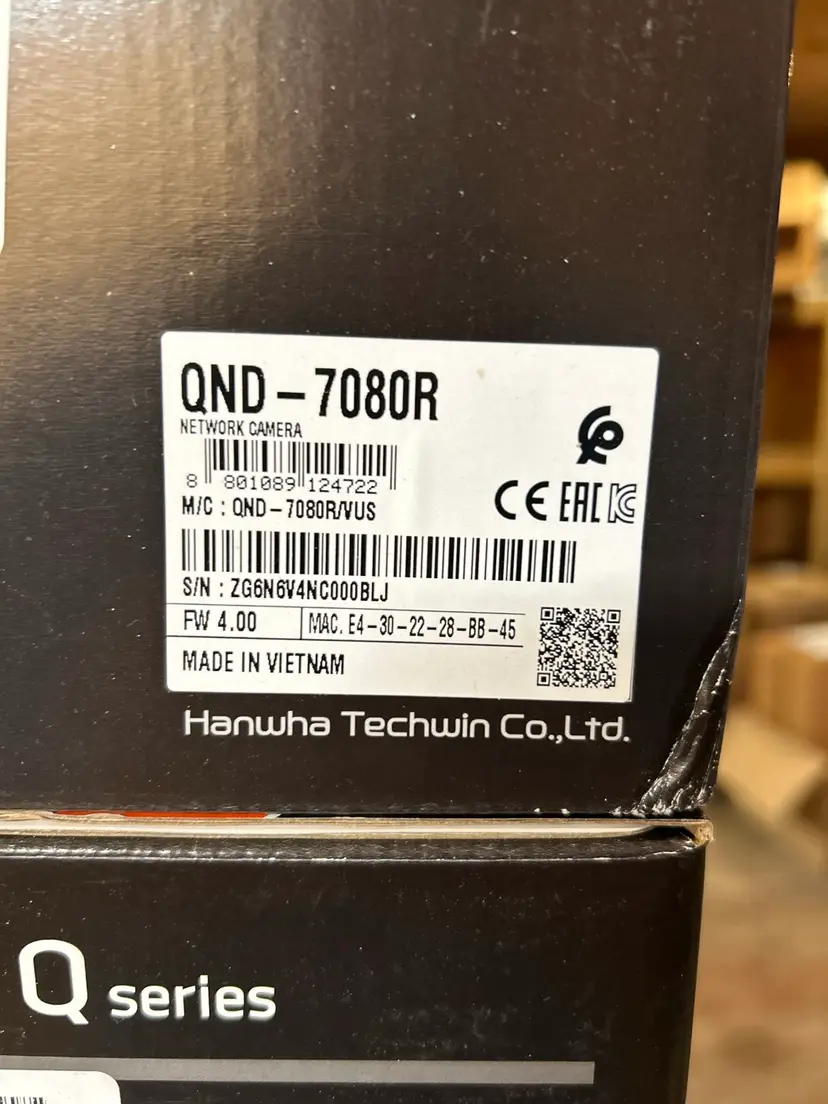 QND-7080R
NETWORK CAMERA
8 801089 124722
M/C : QND-7080R/VUS
CE EAC KC
S/N : ZG6N6V4NC000BLJ
FW 4.00
MAC. E4-30-22-28-BB-45
MADE IN VIETNAM
Hanwha Techwin Co.,Ltd.
Q series